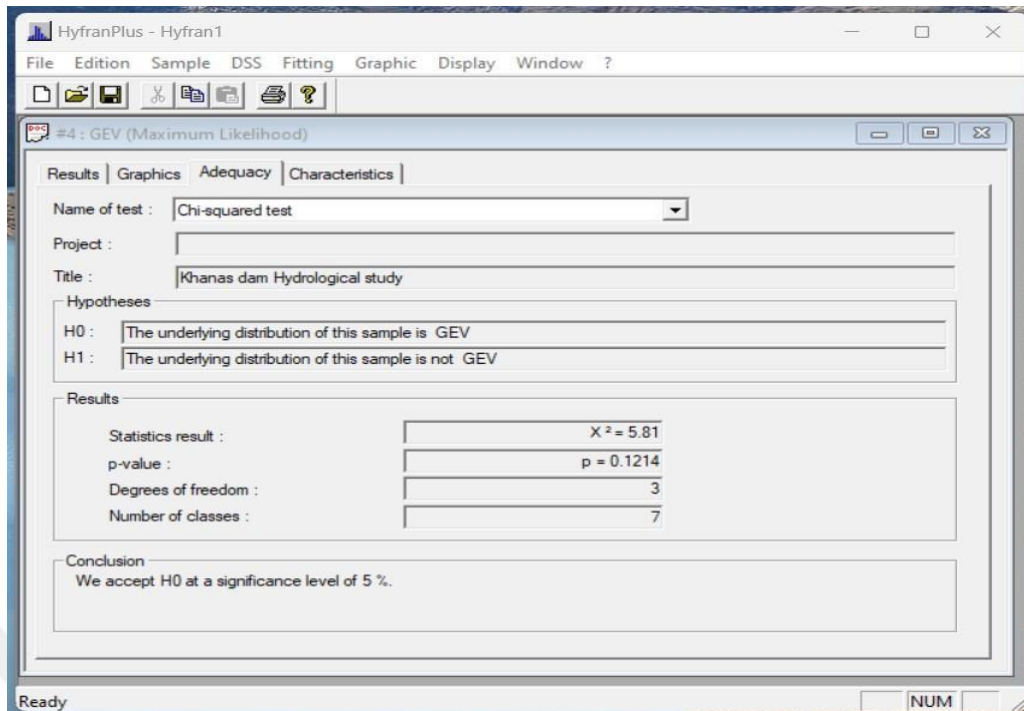 HyfranPlus - Hyfran1
File Edition Sample DSS Fitting Graphic Display Window ?
#4 : GEV (Maximum Likelihood)
Results Graphics Adequacy Characteristics
Name of test : Chi-squared test
Project :
Title : Khanas dam Hydrological study
Hypotheses
H0 : The underlying distribution of this sample is GEV
H1 : The underlying distribution of this sample is not GEV
Results
Statistics result : X² = 5.81
p-value : p = 0.1214
Degrees of freedom : 3
Number of classes : 7
Conclusion
We accept H0 at a significance level of 5 %.
Ready NUM